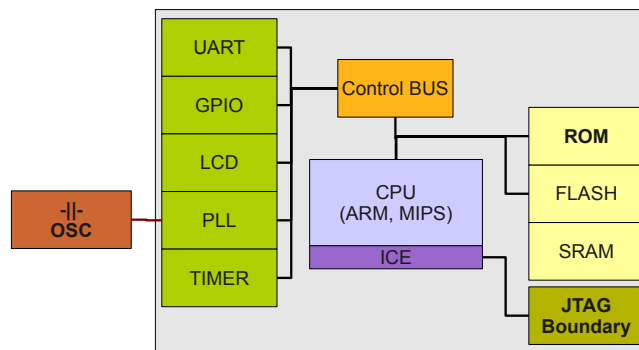 UART
GPIO
LCD
PLL
TIMER
-||-
OSC
Control BUS
CPU
(ARM, MIPS)
ICE
ROM
FLASH
SRAM
JTAG
Boundary